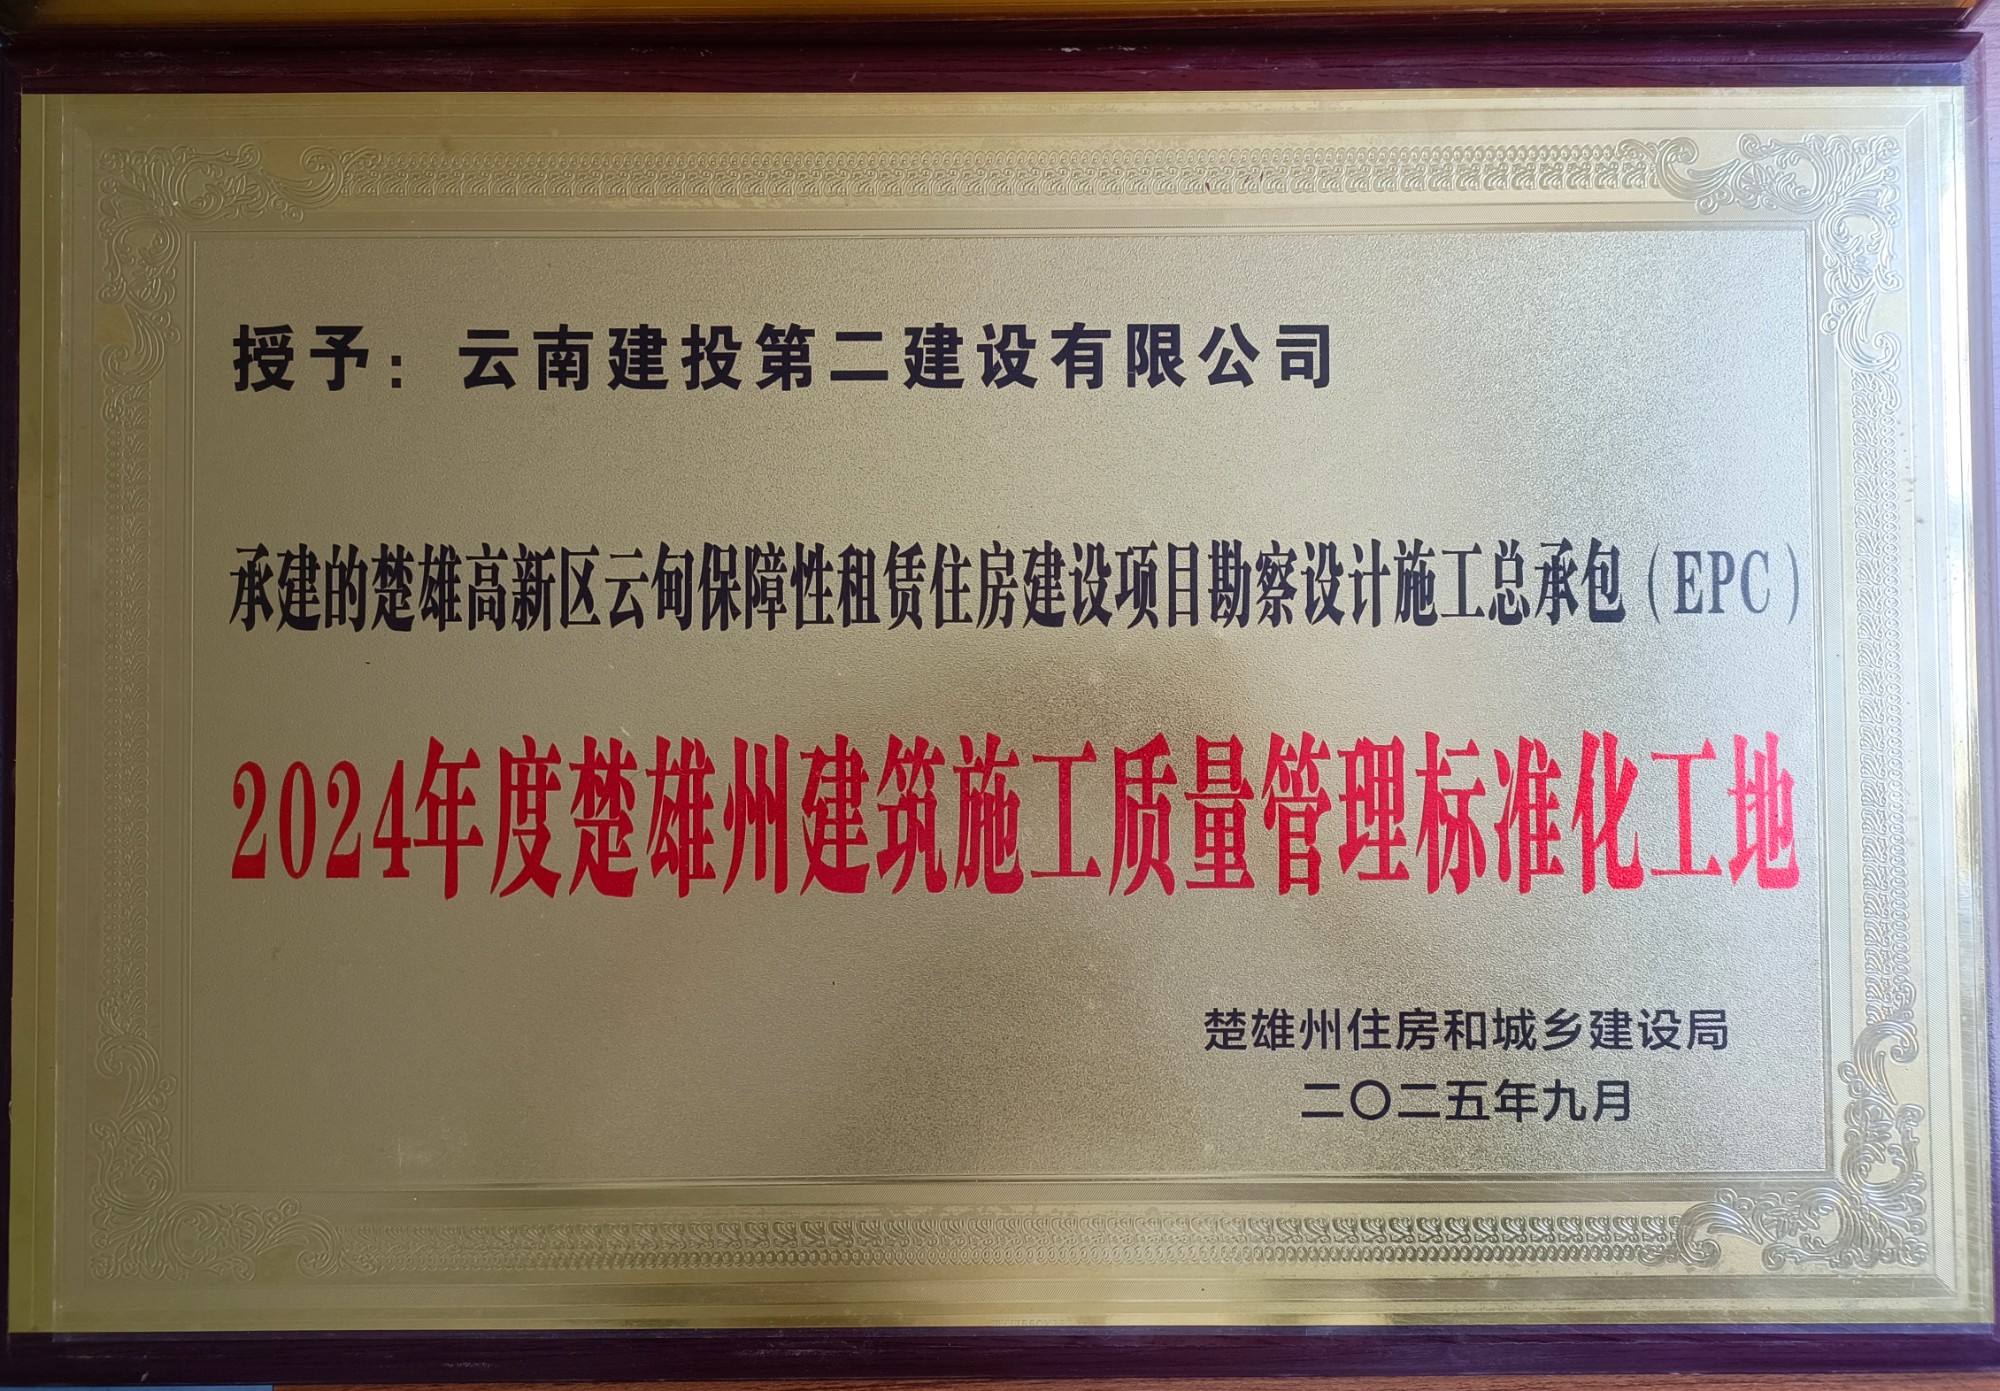 授予：云南建投第二建设有限公司
承建的楚雄高新区云甸保障性租赁住房建设项目勘察设计施工总承包（EPC）
2024年度楚雄州建筑施工质量管理标准化工地
楚雄州住房和城乡建设局
二〇二五年九月